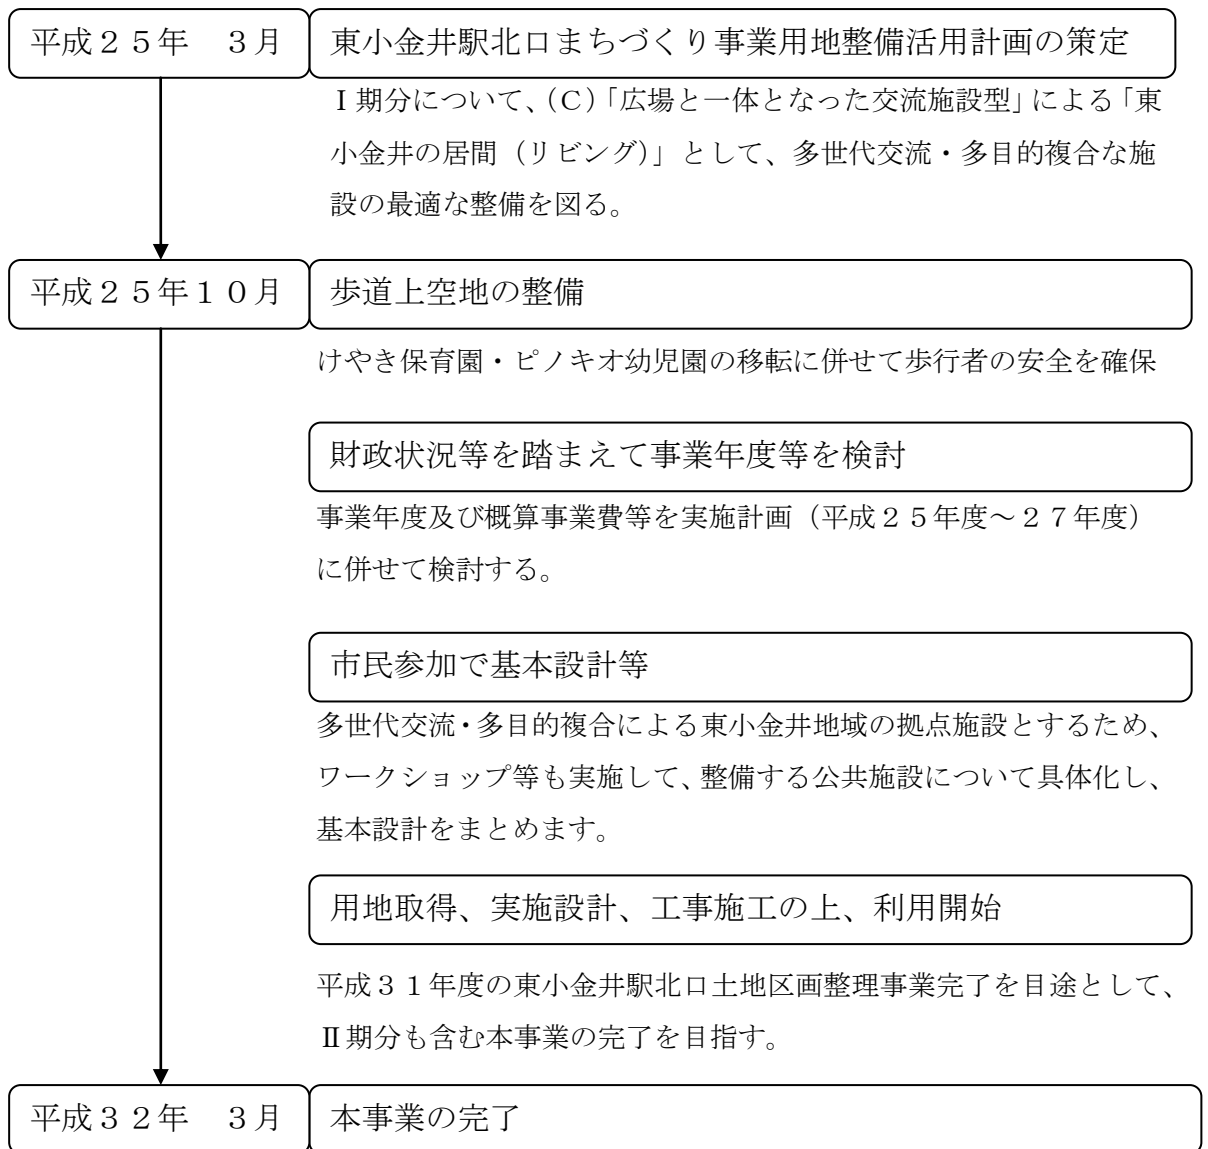 平成２５年　３月
東小金井駅北口まちづくり事業用地整備活用計画の策定
Ⅰ期分について、（Ｃ）「広場と一体となった交流施設型」による「東
小金井の居間（リビング）」として、多世代交流・多目的複合な施
設の最適な整備を図る。
平成２５年１０月
歩道上空地の整備
けやき保育園・ピノキオ幼児園の移転に併せて歩行者の安全を確保
財政状況等を踏まえて事業年度等を検討
事業年度及び概算事業費等を実施計画（平成２５年度～２７年度）
に併せて検討する。
市民参加で基本設計等
多世代交流・多目的複合による東小金井地域の拠点施設とするため、
ワークショップ等も実施して、整備する公共施設について具体化し、
基本設計をまとめます。
用地取得、実施設計、工事施工の上、利用開始
平成３１年度の東小金井駅北口土地区画整理事業完了を目途として、
Ⅱ期分も含む本事業の完了を目指す。
平成３２年　３月
本事業の完了